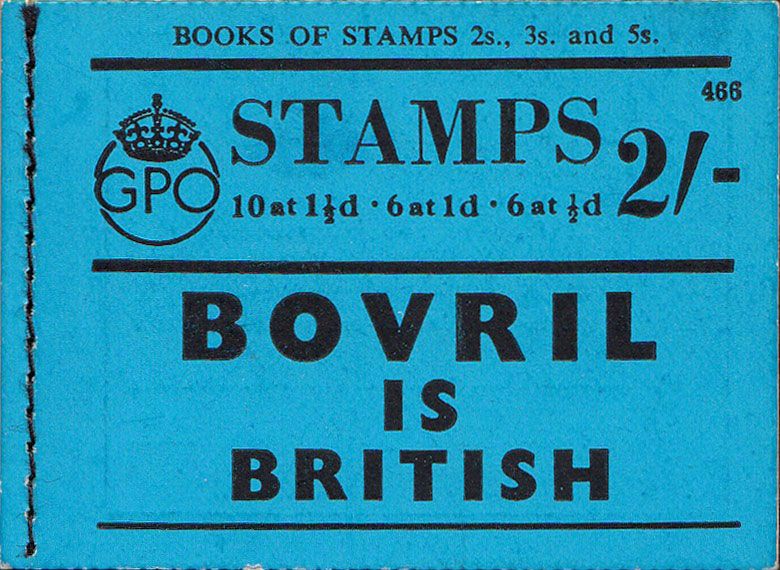 BOOKS OF STAMPS 2s., 3s. and 5s.
466
STAMPS 2/-
GPO
10 at 1½d · 6 at 1d · 6 at ½d
BOVRIL
IS
BRITISH